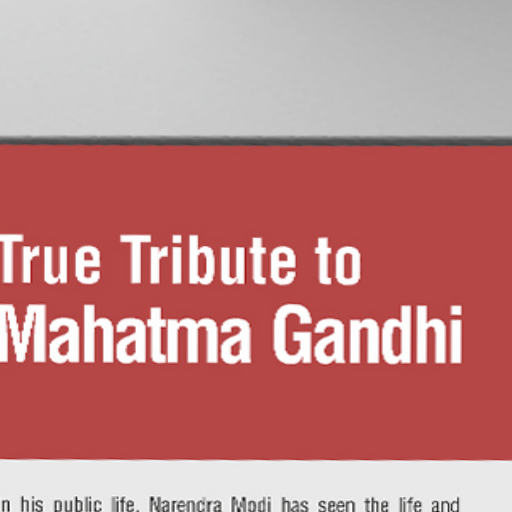 True Tribute to
Mahatma Gandhi
n his public life, Narendra Modi has seen the life and